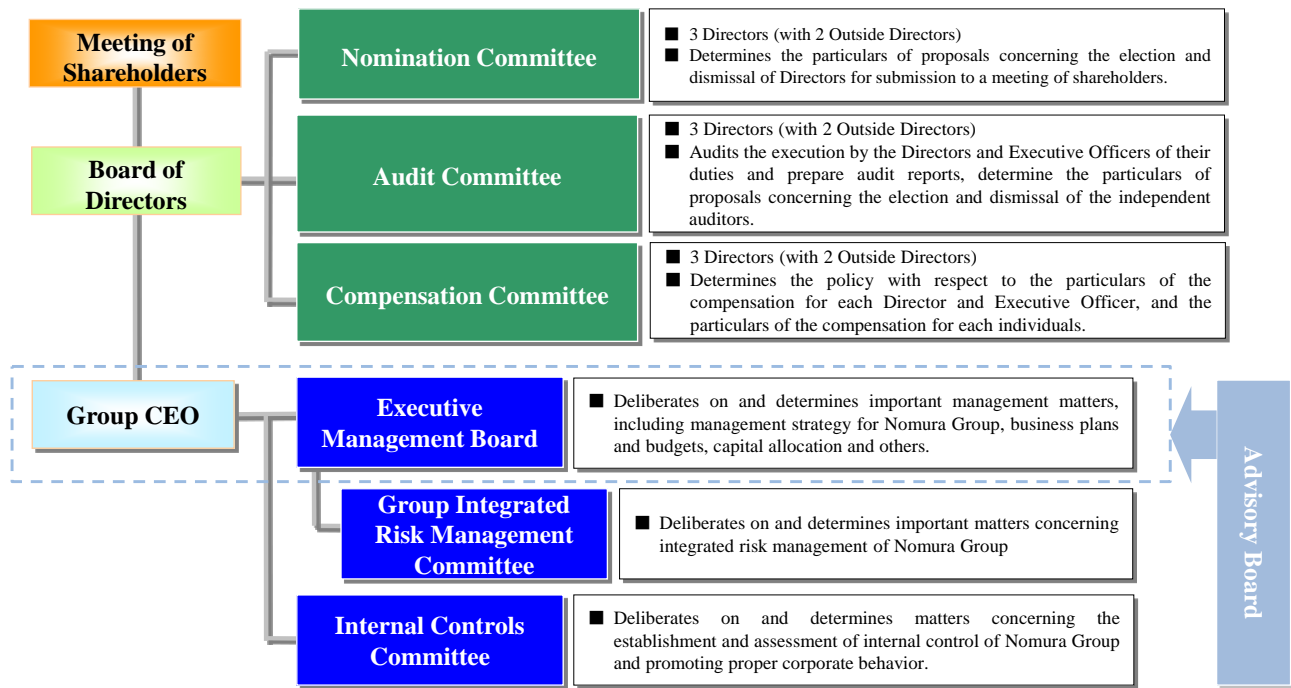 Meeting of
Shareholders
Nomination Committee
■ 3 Directors (with 2 Outside Directors)
■ Determines the particulars of proposals concerning the election and
dismissal of Directors for submission to a meeting of shareholders.
Board of
Directors
Audit Committee
■ 3 Directors (with 2 Outside Directors)
■ Audits the execution by the Directors and Executive Officers of their
duties and prepare audit reports, determine the particulars of
proposals concerning the election and dismissal of the independent
auditors.
Compensation Committee
■ 3 Directors (with 2 Outside Directors)
■ Determines the policy with respect to the particulars of the
compensation for each Director and Executive Officer, and the
particulars of the compensation for each individuals.
Group CEO
Executive
Management Board
■ Deliberates on and determines important management matters,
including management strategy for Nomura Group, business plans
and budgets, capital allocation and others.
Group Integrated
Risk Management
Committee
■ Deliberates on and determines important matters concerning
integrated risk management of Nomura Group
Internal Controls
Committee
■ Deliberates on and determines matters concerning the
establishment and assessment of internal control of Nomura Group
and promoting proper corporate behavior.
Advisory Board